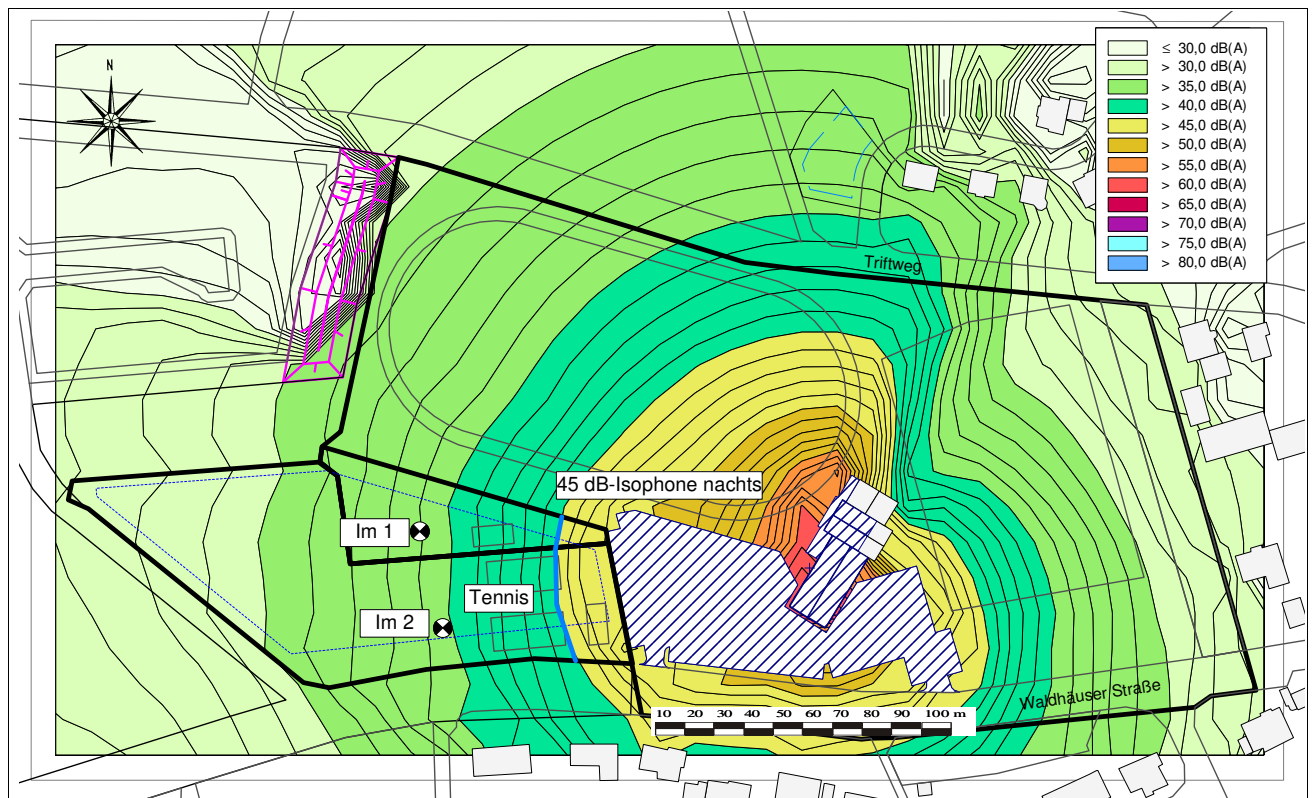 N
≤ 30,0 dB(A)
> 30,0 dB(A)
> 35,0 dB(A)
> 40,0 dB(A)
> 45,0 dB(A)
> 50,0 dB(A)
> 55,0 dB(A)
> 60,0 dB(A)
> 65,0 dB(A)
> 70,0 dB(A)
> 75,0 dB(A)
> 80,0 dB(A)
Triftweg
45 dB-Isophone nachts
Im 1
Tennis
Im 2
Waldhäuser Straße
10 20 30 40 50 60 70 80 90 100 m